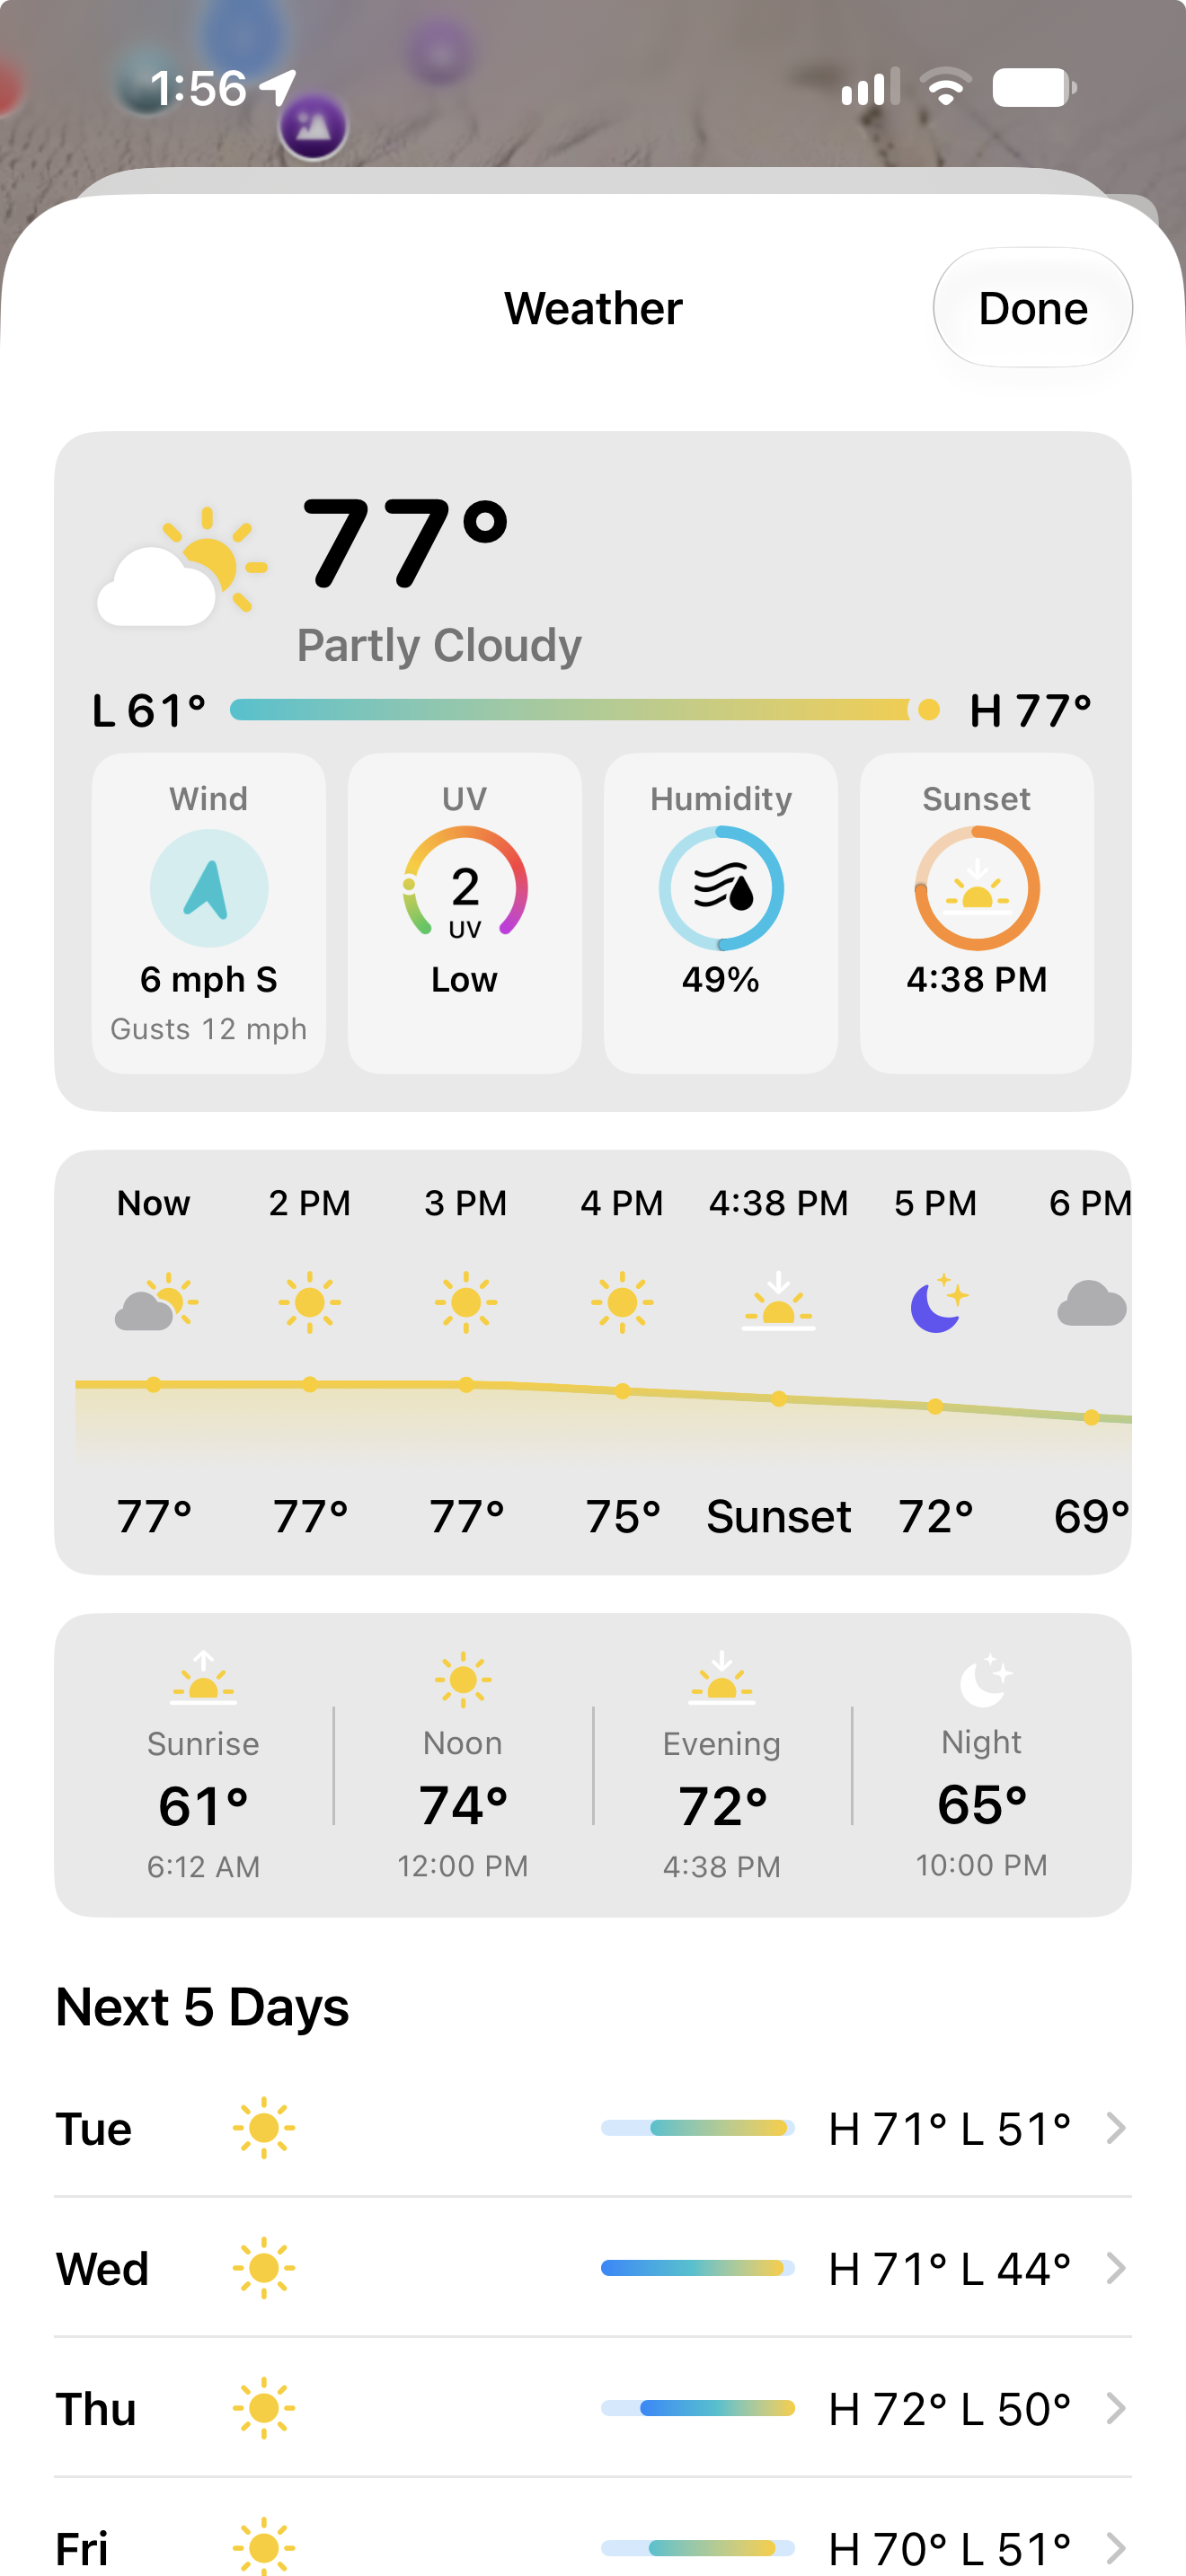 1:56
Weather
Done
77°
Partly Cloudy
L 61°
H 77°
Wind
UV
Humidity
Sunset
2
UV
6 mph S
Low
49%
4:38 PM
Gusts 12 mph
Now 2 PM 3 PM 4 PM 4:38 PM 5 PM 6 PM
77° 77° 77° 75° Sunset 72° 69°
Sunrise Noon Evening Night
61° 74° 72° 65°
6:12 AM 12:00 PM 4:38 PM 10:00 PM
Next 5 Days
Tue H 71° L 51°
Wed H 71° L 44°
Thu H 72° L 50°
Fri H 70° L 51°